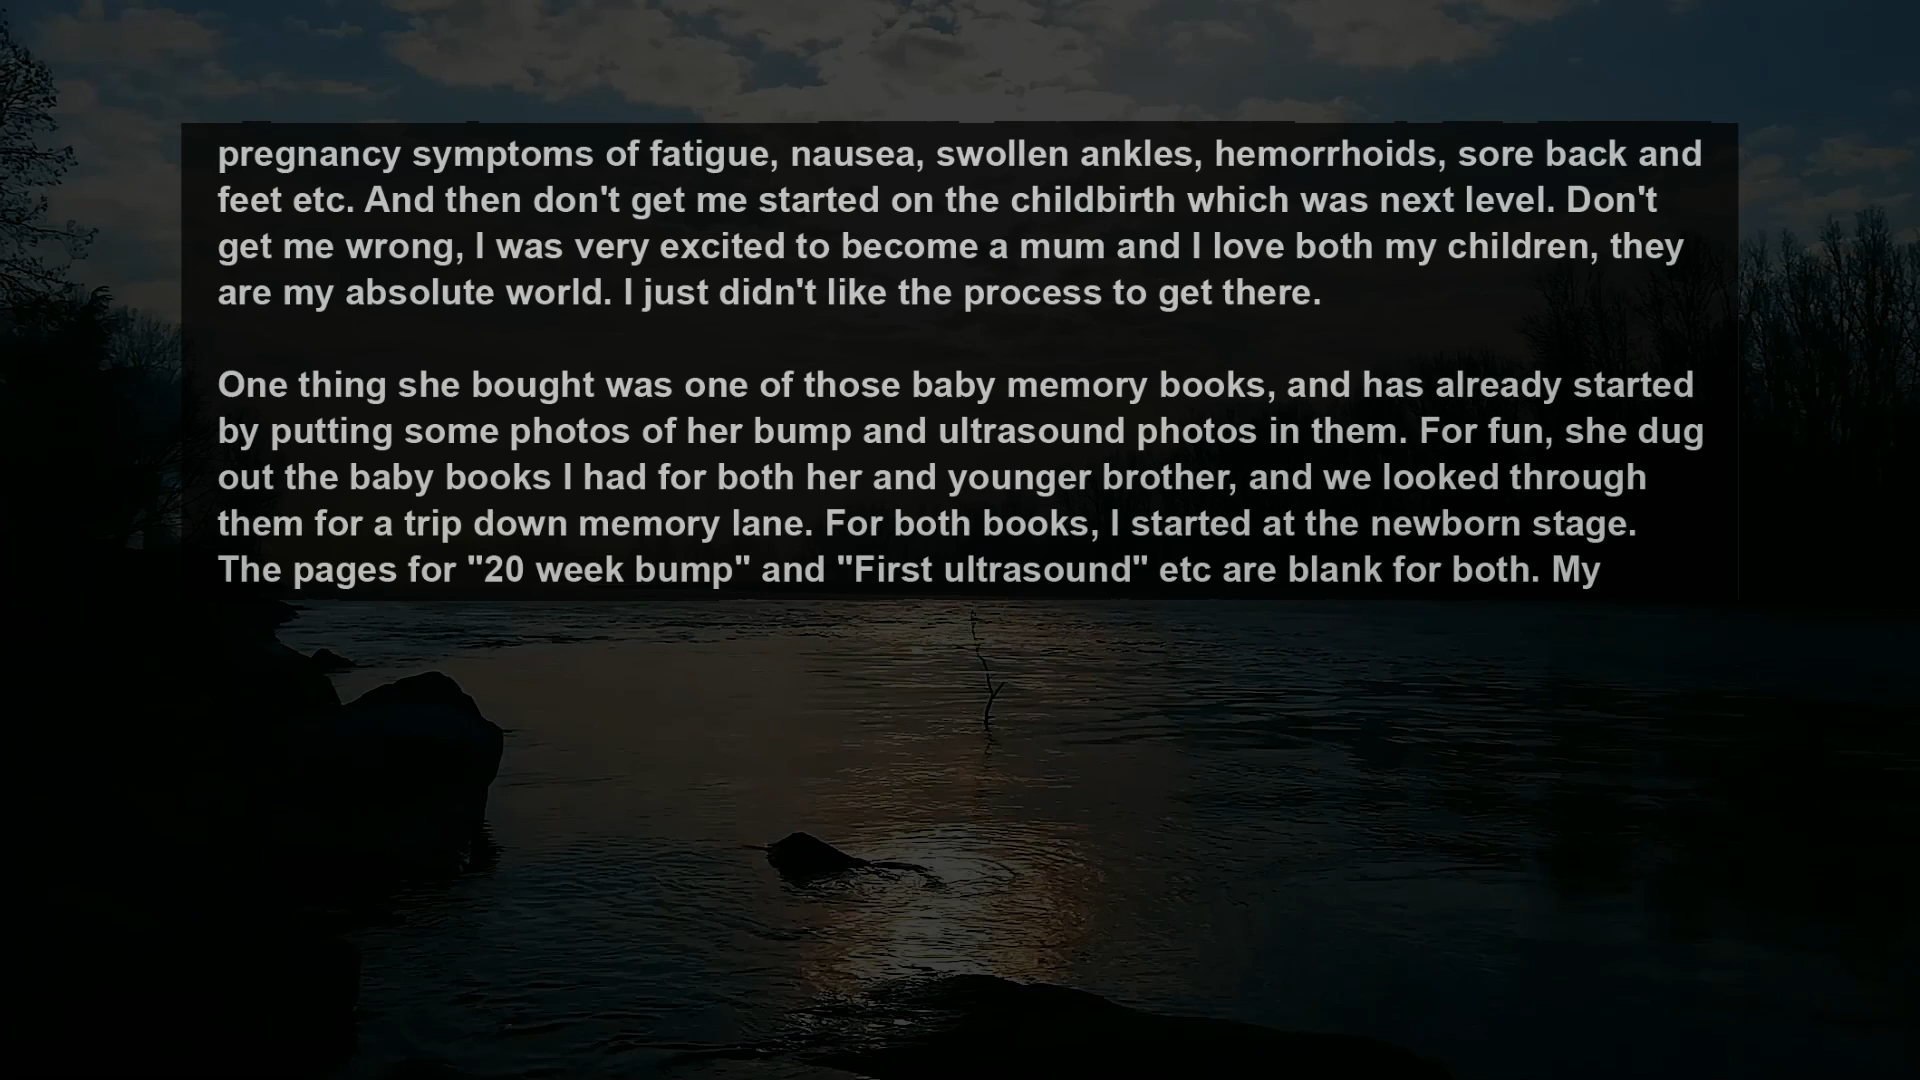 pregnancy symptoms of fatigue, nausea, swollen ankles, hemorrhoids, sore back and
feet etc. And then don't get me started on the childbirth which was next level. Don't
get me wrong, I was very excited to become a mum and I love both my children, they
are my absolute world. I just didn't like the process to get there.
One thing she bought was one of those baby memory books, and has already started
by putting some photos of her bump and ultrasound photos in them. For fun, she dug
out the baby books I had for both her and younger brother, and we looked through
them for a trip down memory lane. For both books, I started at the newborn stage.
The pages for "20 week bump" and "First ultrasound" etc are blank for both. My